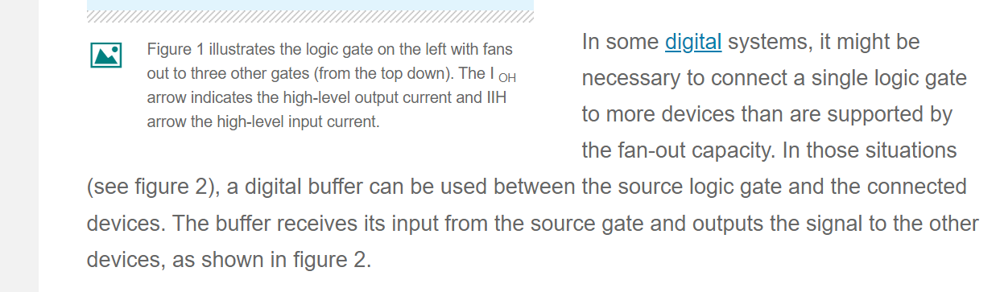 Figure 1 illustrates the logic gate on the left with fans
out to three other gates (from the top down). The I OH
arrow indicates the high-level output current and IIH
arrow the high-level input current.
In some digital systems, it might be
necessary to connect a single logic gate
to more devices than are supported by
the fan-out capacity. In those situations
(see figure 2), a digital buffer can be used between the source logic gate and the connected
devices. The buffer receives its input from the source gate and outputs the signal to the other
devices, as shown in figure 2.